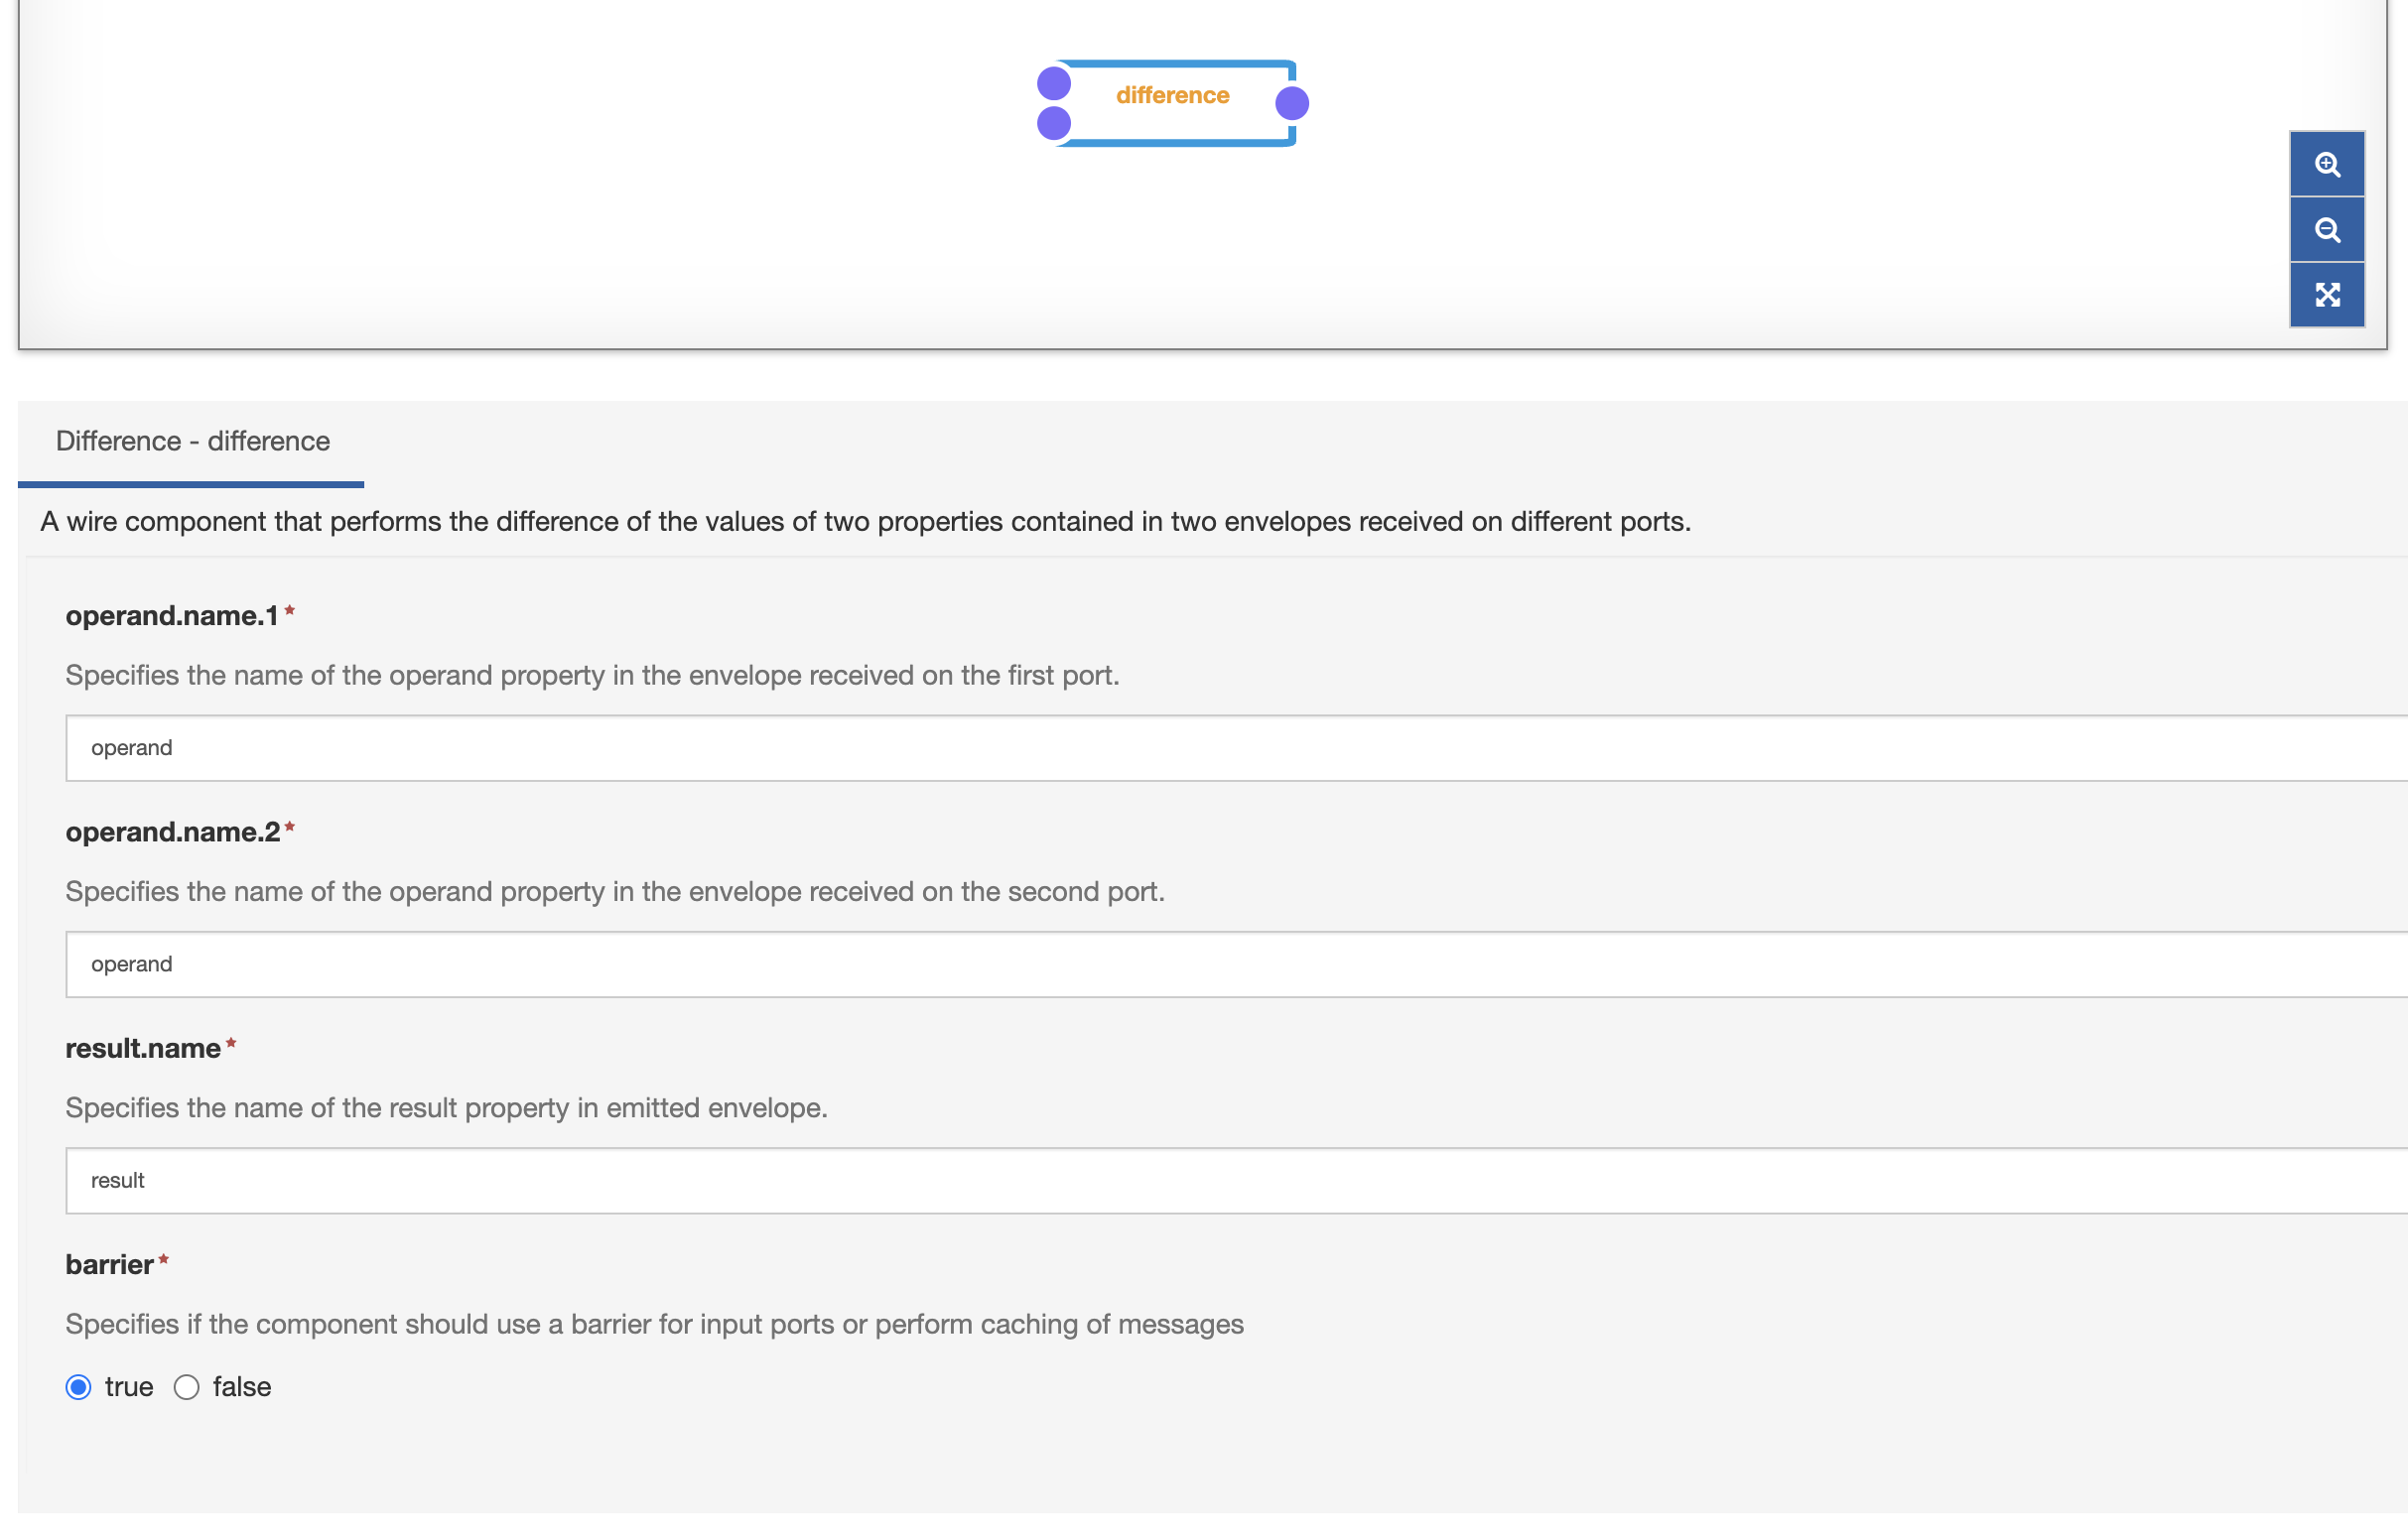 difference
Difference - difference
A wire component that performs the difference of the values of two properties contained in two envelopes received on different ports.
operand.name.1 *
Specifies the name of the operand property in the envelope received on the first port.
operand
operand.name.2 *
Specifies the name of the operand property in the envelope received on the second port.
operand
result.name *
Specifies the name of the result property in emitted envelope.
result
barrier *
Specifies if the component should use a barrier for input ports or perform caching of messages
true false